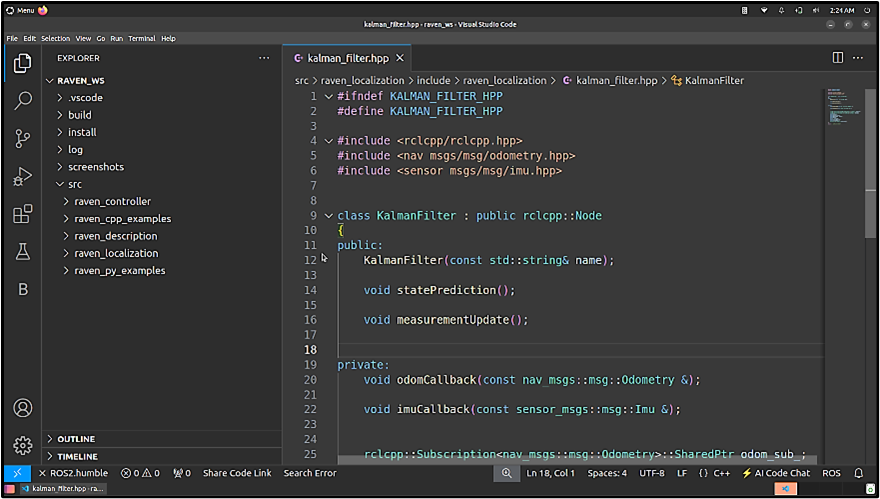 Menu
2:24 AM
kalman_filter.hpp - raven_ws - Visual Studio Code
File Edit Selection View Go Run Terminal Help
EXPLORER
kalman_filter.hpp
RAVEN_WS
.vscode
build
install
log
screenshots
src
raven_controller
raven_cpp_examples
raven_description
raven_localization
raven_py_examples
OUTLINE
TIMELINE
src > raven_localization > include > raven_localization > kalman_filter.hpp > KalmanFilter
1 #ifndef KALMAN_FILTER_HPP
2 #define KALMAN_FILTER_HPP
3
4 #include <rclcpp/rclcpp.hpp>
5 #include <nav msgs/msg/odometry.hpp>
6 #include <sensor msgs/msg/imu.hpp>
7
8
9 class KalmanFilter : public rclcpp::Node
10 {
11 public:
12 KalmanFilter(const std::string& name);
13
14 void statePrediction();
15
16 void measurementUpdate();
17
18
19 private:
20 void odomCallback(const nav_msgs::msg::Odometry &);
21
22 void imuCallback(const sensor_msgs::msg::Imu &);
23
24
25 rclcpp::Subscription<nav_msgs::msg::Odometry>::SharedPtr odom_sub_;
ROS2.humble 0 0 0 Share Code Link Search Error Ln 18, Col 1 Spaces: 4 UTF-8 LF {} C++ AI Code Chat ROS
kalman_filter.hpp - ra...